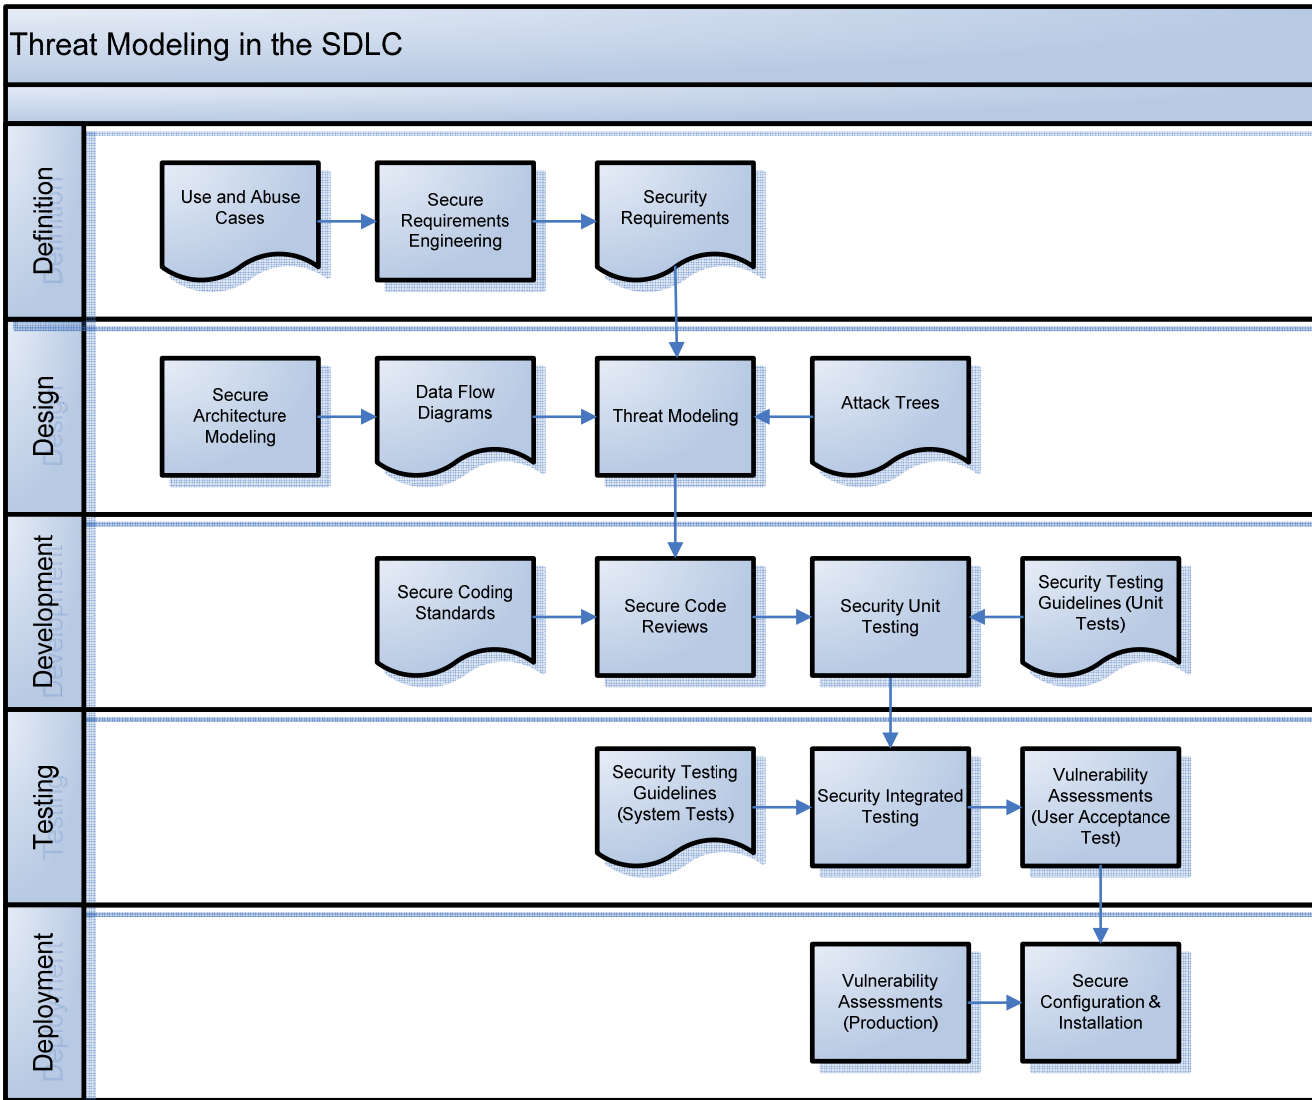 Threat Modeling in the SDLC
Definition
Use and Abuse
Cases
Secure
Requirements
Engineering
Security
Requirements
Design
Secure
Architecture
Modeling
Data Flow
Diagrams
Threat Modeling
Attack Trees
Development
Secure Coding
Standards
Secure Code
Reviews
Security Unit
Testing
Security Testing
Guidelines (Unit
Tests)
Testing
Security Testing
Guidelines
(System Tests)
Security Integrated
Testing
Vulnerability
Assessments
(User Acceptance
Test)
Deployment
Vulnerability
Assessments
(Production)
Secure
Configuration &
Installation